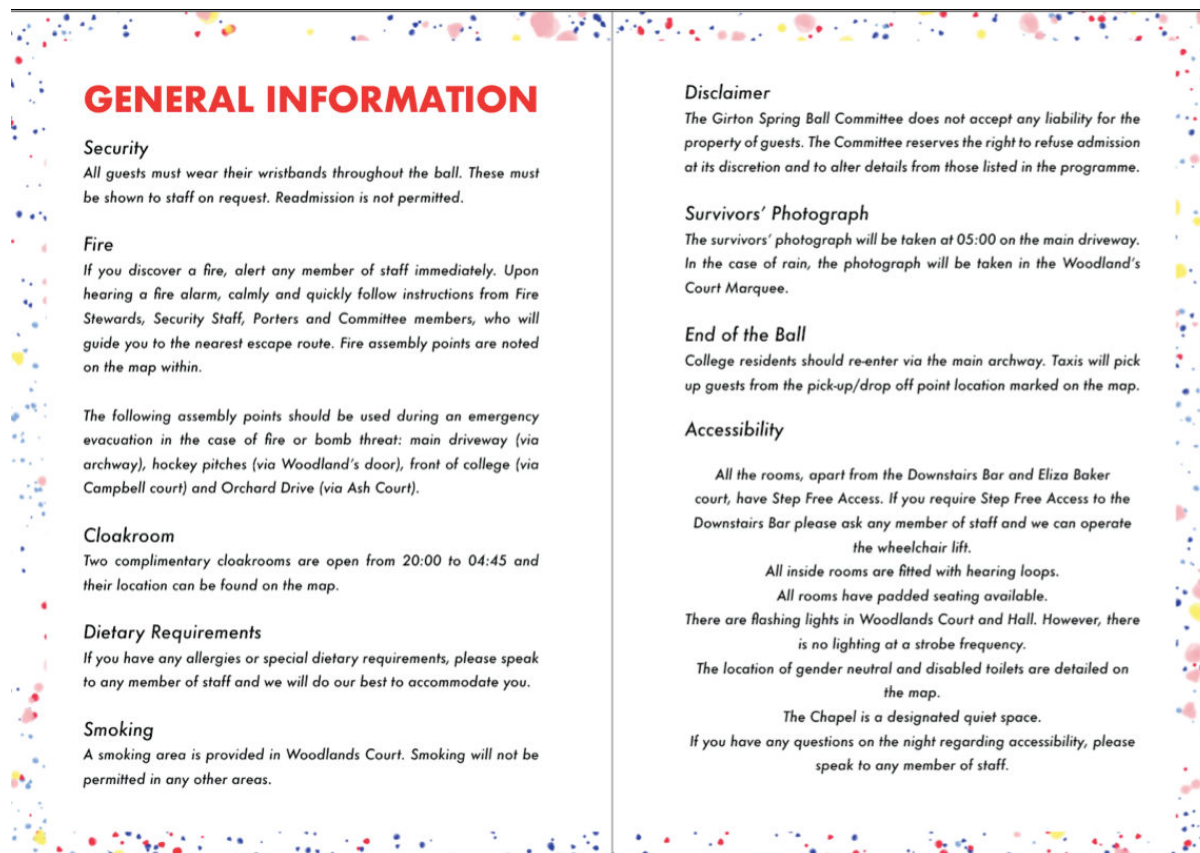 GENERAL INFORMATION
Security
All guests must wear their wristbands throughout the ball. These must
be shown to staff on request. Readmission is not permitted.
Fire
If you discover a fire, alert any member of staff immediately. Upon
hearing a fire alarm, calmly and quickly follow instructions from Fire
Stewards, Security Staff, Porters and Committee members, who will
guide you to the nearest escape route. Fire assembly points are noted
on the map within.
The following assembly points should be used during an emergency
evacuation in the case of fire or bomb threat: main driveway (via
archway), hockey pitches (via Woodland's door), front of college (via
Campbell court) and Orchard Drive (via Ash Court).
Cloakroom
Two complimentary cloakrooms are open from 20:00 to 04:45 and
their location can be found on the map.
Dietary Requirements
If you have any allergies or special dietary requirements, please speak
to any member of staff and we will do our best to accommodate you.
Smoking
A smoking area is provided in Woodlands Court. Smoking will not be
permitted in any other areas.
Disclaimer
The Girton Spring Ball Committee does not accept any liability for the
property of guests. The Committee reserves the right to refuse admission
at its discretion and to alter details from those listed in the programme.
Survivors' Photograph
The survivors' photograph will be taken at 05:00 on the main driveway.
In the case of rain, the photograph will be taken in the Woodland's
Court Marquee.
End of the Ball
College residents should re-enter via the main archway. Taxis will pick
up guests from the pick-up/drop off point location marked on the map.
Accessibility
All the rooms, apart from the Downstairs Bar and Eliza Baker
court, have Step Free Access. If you require Step Free Access to the
Downstairs Bar please ask any member of staff and we can operate
the wheelchair lift.
All inside rooms are fitted with hearing loops.
All rooms have padded seating available.
There are flashing lights in Woodlands Court and Hall. However, there
is no lighting at a strobe frequency.
The location of gender neutral and disabled toilets are detailed on
the map.
The Chapel is a designated quiet space.
If you have any questions on the night regarding accessibility, please
speak to any member of staff.